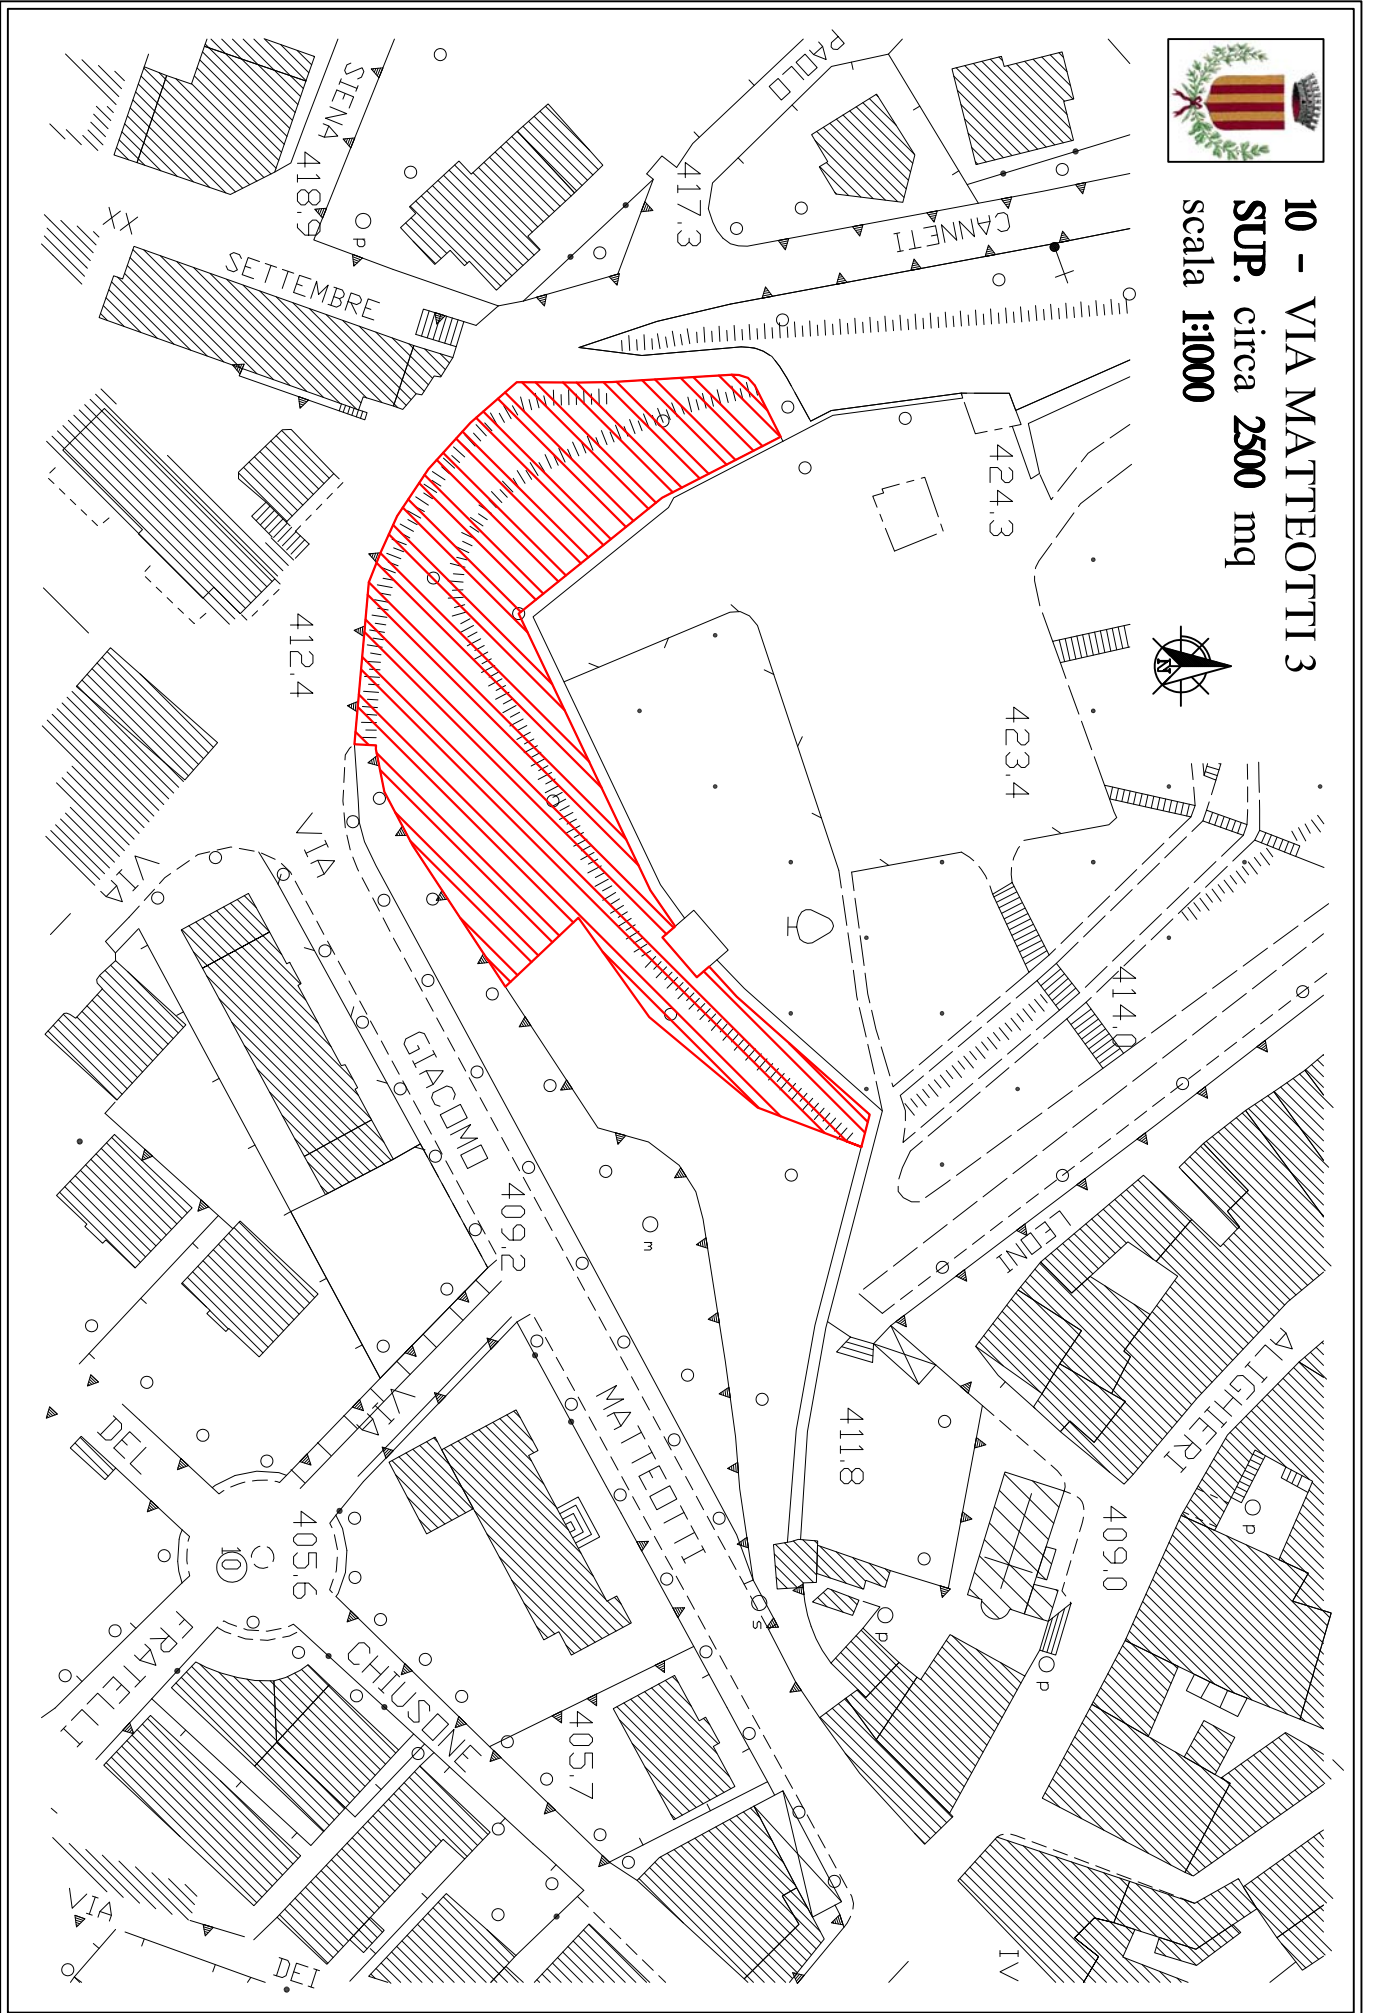 10 - VIA MATTEOTTI 3
SUP. circa 2500 mq
scala 1:1000
N
PAOLO
CANNETI
417.3
SIENA
418.9
p
XX
SETTEMBRE
424.3
423.4
412.4
414.0
VIA
GIACOMO
MATTEOTTI
VIA
409.2
m
LEONI
ALIGHIERI
411.8
409.0
p
p
p
s
VIA
DEL
CHIUSONE
405.6
10
FRATELLI
405.7
VIA
DEI
IV